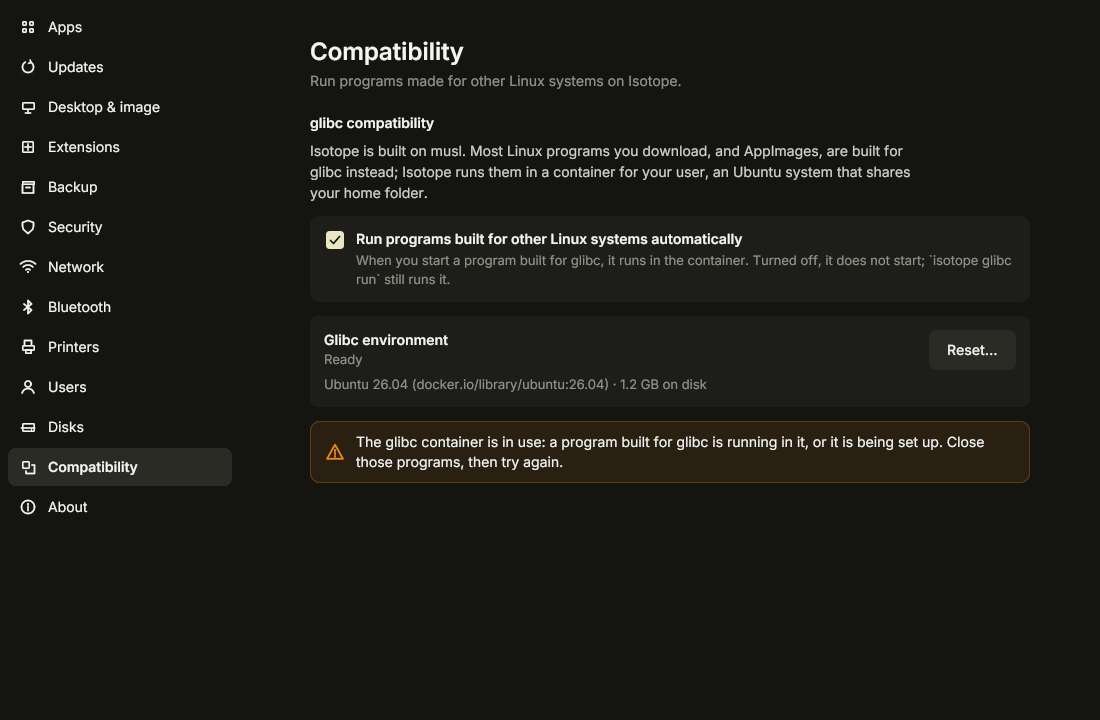 Apps
Updates
Desktop & image
Extensions
Backup
Security
Network
Bluetooth
Printers
Users
Disks
Compatibility
About
Compatibility
Run programs made for other Linux systems on Isotope.
glibc compatibility
Isotope is built on musl. Most Linux programs you download, and AppImages, are built for
glibc instead; Isotope runs them in a container for your user, an Ubuntu system that shares
your home folder.
Run programs built for other Linux systems automatically
When you start a program built for glibc, it runs in the container. Turned off, it does not start; `isotope glibc
run` still runs it.
Glibc environment
Ready
Ubuntu 26.04 (docker.io/library/ubuntu:26.04) · 1.2 GB on disk
Reset...
The glibc container is in use: a program built for glibc is running in it, or it is being set up. Close
those programs, then try again.